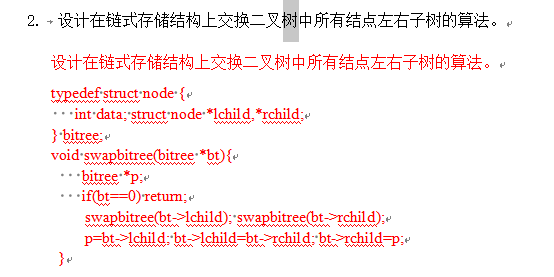 2. 设计在链式存储结构上交换二叉树中所有结点左右子树的算法。
设计在链式存储结构上交换二叉树中所有结点左右子树的算法。
typedef struct node {
int data; struct node *lchild,*rchild;
} bitree;
void swapbitree(bitree *bt){
bitree *p;
if(bt==0) return;
swapbitree(bt->lchild); swapbitree(bt->rchild);
p=bt->lchild; bt->lchild=bt->rchild; bt->rchild=p;
}